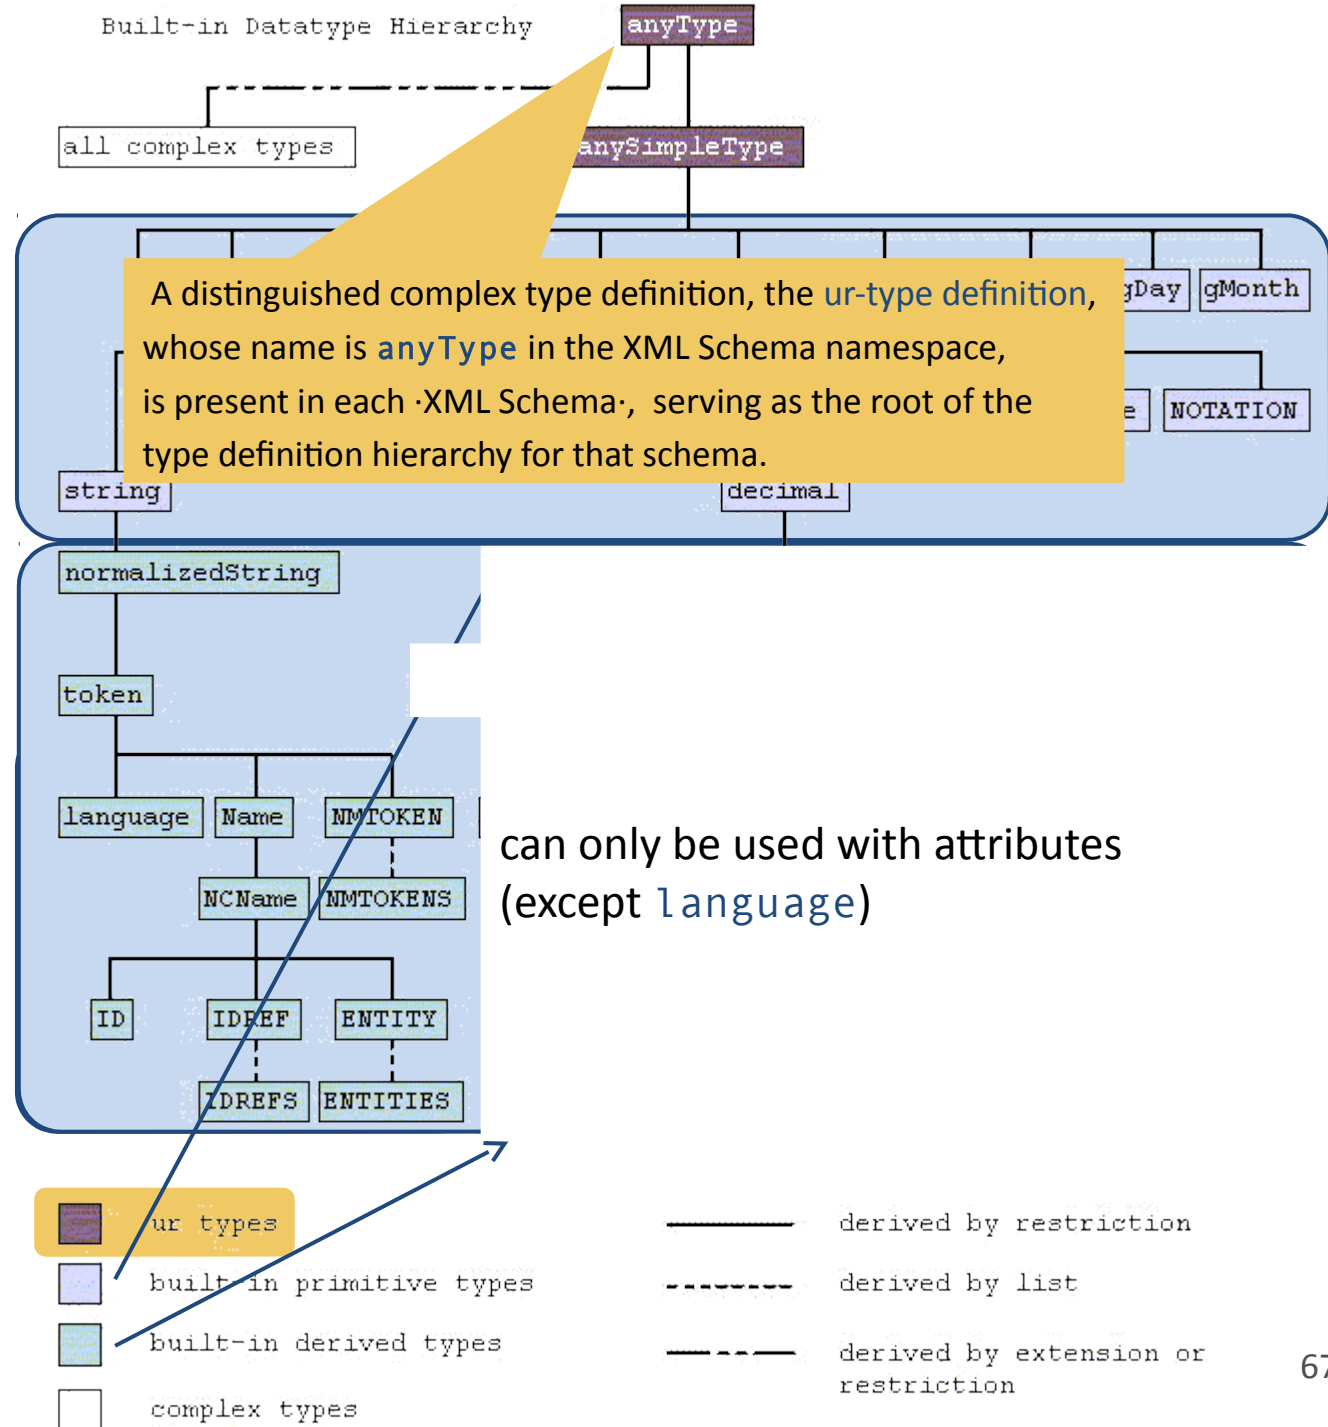 Built-in Datatype Hierarchy
anyType
all complex types
anySimpleType
A distinguished complex type definition, the ur-type definition,
whose name is anyType in the XML Schema namespace,
is present in each ·XML Schema·, serving as the root of the
type definition hierarchy for that schema.
gDay
gMonth
e
NOTATION
string
decimal
normalizedString
token
language
Name
NMTOKEN
can only be used with attributes
(except language)
NCName
NMTOKENS
ID
IDREF
ENTITY
IDREFS
ENTITIES
ur types
derived by restriction
built-in primitive types
derived by list
built-in derived types
derived by extension or
restriction
67
complex types